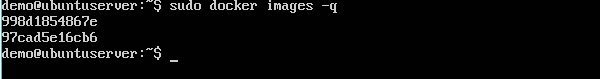 demo@ubuntuserver:~$ sudo docker images -q
998d1854867e
97cad5e16cb6
demo@ubuntuserver:~$ _